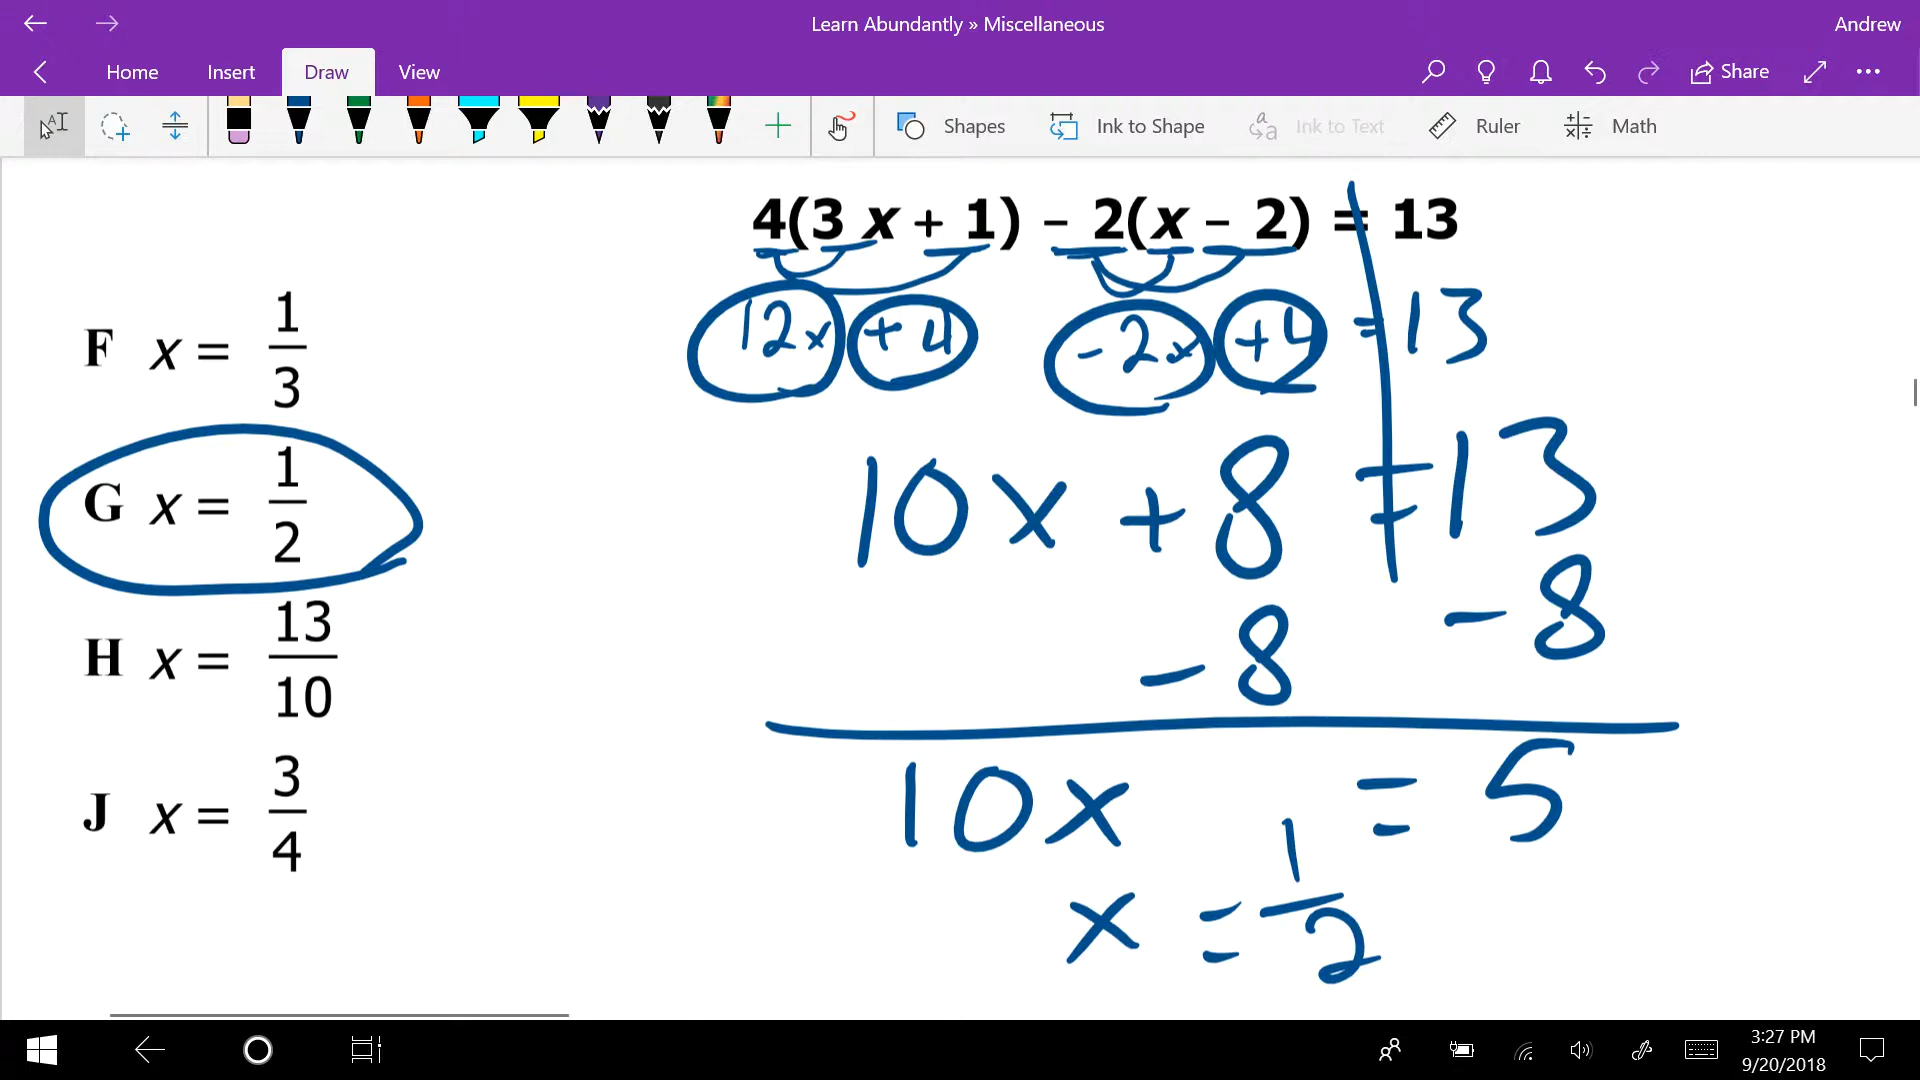 Learn Abundantly » Miscellaneous
Andrew
Home Insert Draw View
Share
Shapes Ink to Shape Ink to Text Ruler Math
4(3 x + 1) – 2(x – 2) = 13
12x +4 -2x +4 = 13
10x + 8 = 13
- 8 - 8
10x = 5
x = 1/2
F x = 1/3
G x = 1/2
H x = 13/10
J x = 3/4
3:27 PM
9/20/2018